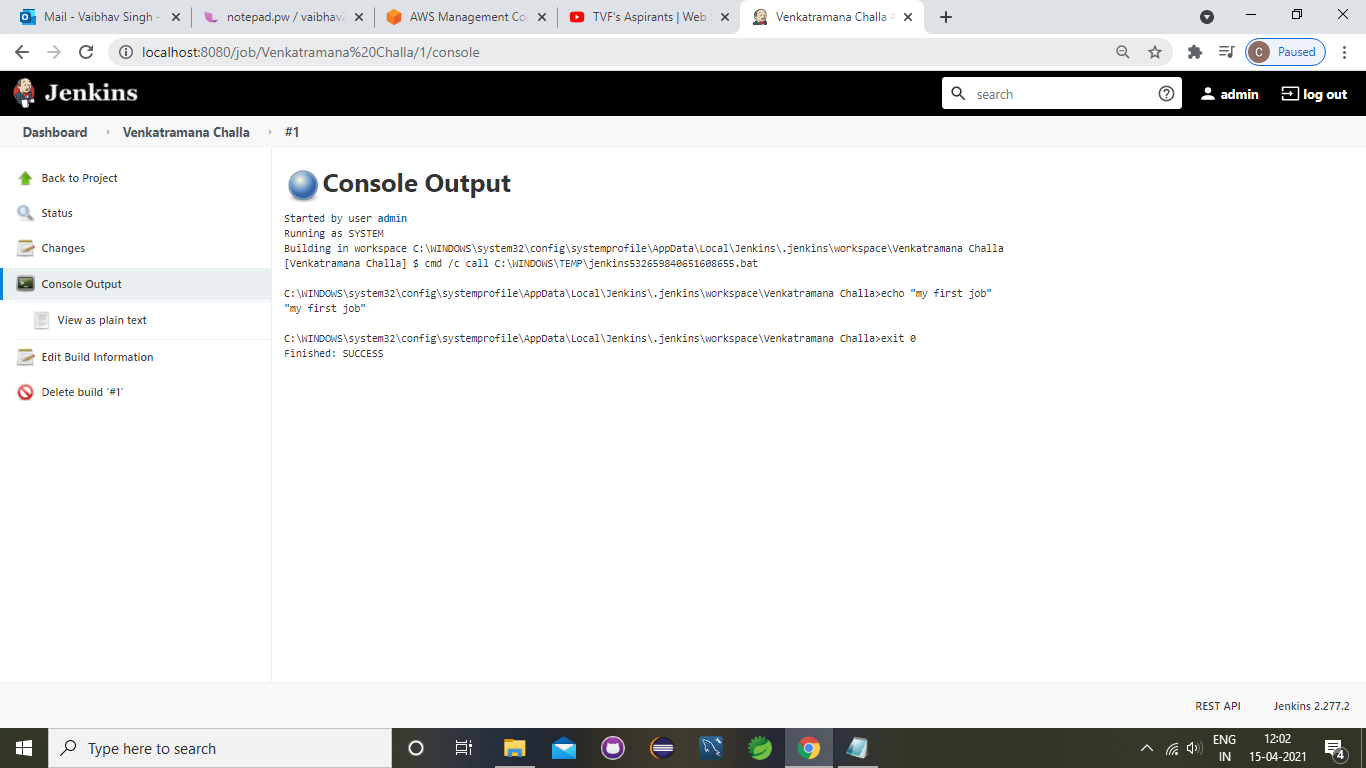 Mail - Vaibhav Singh -
notepad.pw / vaibhav2
AWS Management Co
TVF's Aspirants | Web
Venkatramana Challa
localhost:8080/job/Venkatramana%20Challa/1/console
C Paused
Jenkins
search
admin
log out
Dashboard
Venkatramana Challa
#1
Back to Project
Status
Changes
Console Output
View as plain text
Edit Build Information
Delete build ‘#1’
Console Output
Started by user admin
Running as SYSTEM
Building in workspace C:\WINDOWS\system32\config\systemprofile\AppData\Local\Jenkins\.jenkins\workspace\Venkatramana Challa
[Venkatramana Challa] $ cmd /c call C:\WINDOWS\TEMP\jenkins532659840651608655.bat
C:\WINDOWS\system32\config\systemprofile\AppData\Local\Jenkins\.jenkins\workspace\Venkatramana Challa>echo "my first job"
"my first job"
C:\WINDOWS\system32\config\systemprofile\AppData\Local\Jenkins\.jenkins\workspace\Venkatramana Challa>exit 0
Finished: SUCCESS
REST API
Jenkins 2.277.2
Type here to search
ENG
IN
12:02
15-04-2021
4